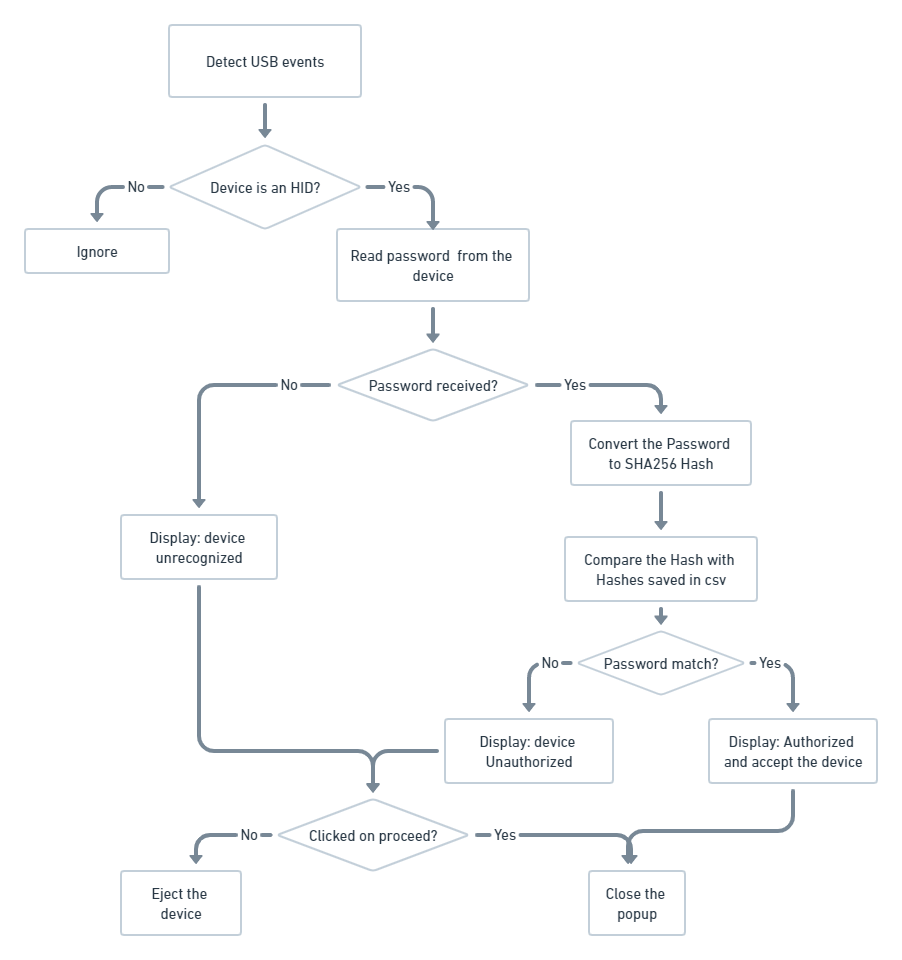 Detect USB events
Device is an HID?
No
Yes
Ignore
Read password  from the
device
Password received?
No
Yes
Convert the Password
to SHA256 Hash
Display: device
unrecognized
Compare the Hash with
Hashes saved in csv
Password match?
No
Yes
Display: device
Unauthorized
Display: Authorized
and accept the device
Clicked on proceed?
No
Yes
Eject the
device
Close the
popup